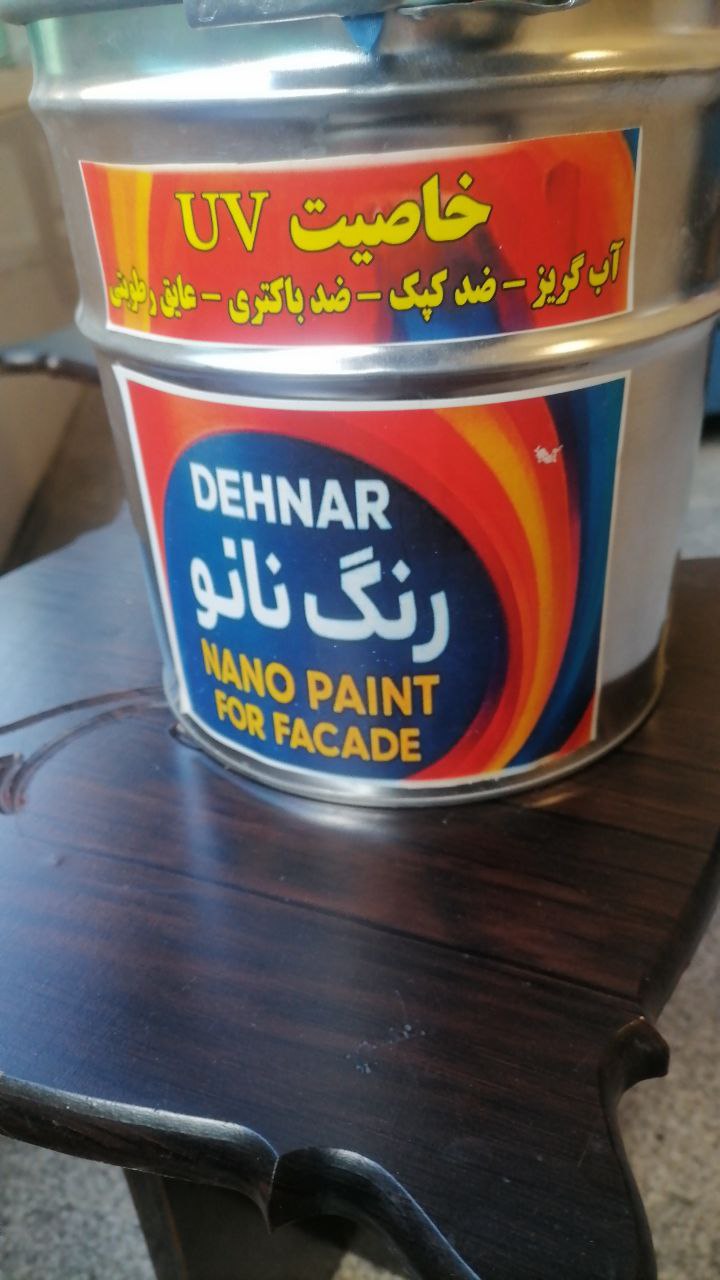 خاصیت UV
آب گریز - ضد کپک - ضد باکتری - عایق رطوبتی
DEHNAR
رنگ نانو
NANO PAINT
FOR FACADE